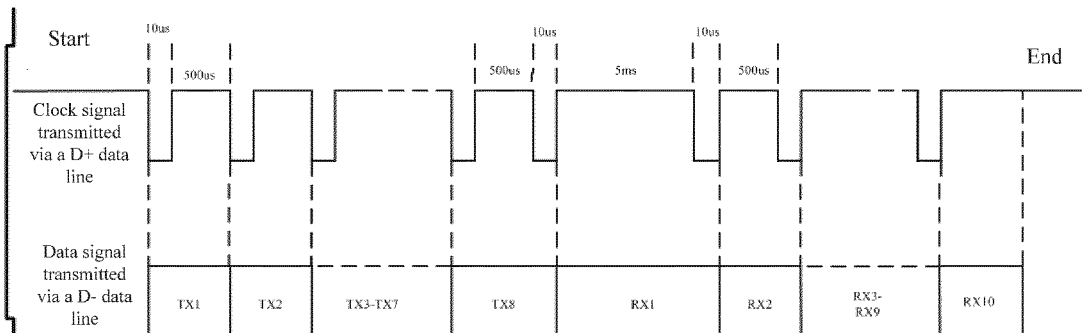 Start
10us
500us
500us
10us
5ms
10us
500us
End
Clock signal
transmitted
via a D+ data
line
Data signal
transmitted
via a D- data
line
TX1
TX2
TX3-TX7
TX8
RX1
RX2
RX3-
RX9
RX10